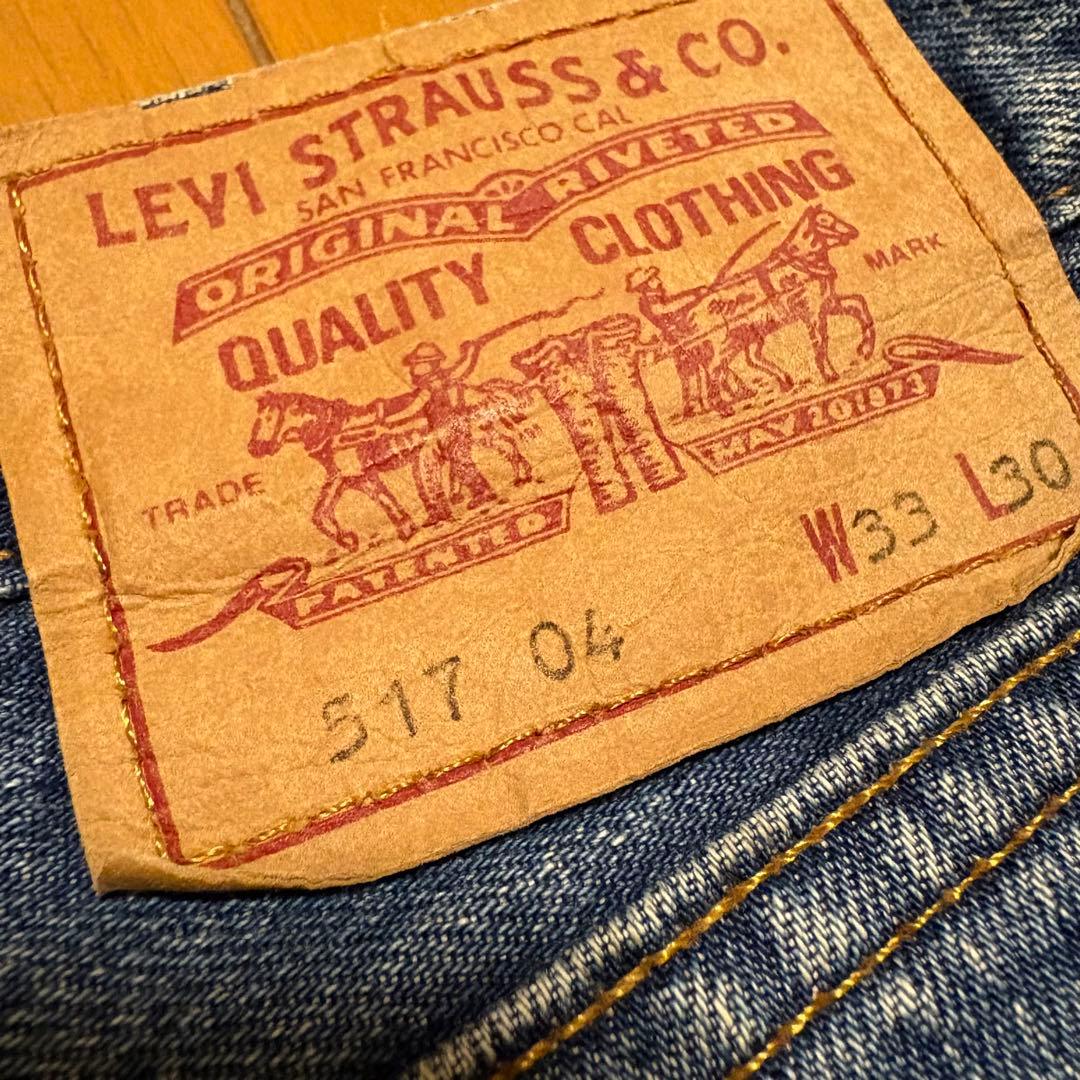 LEVI STRAUSS & CO.
SAN FRANCISCO CAL
ORIGINAL RIVETED
QUALITY CLOTHING
TRADE MARK
PATENTED MAY 20 1873
W33 L30
517 04